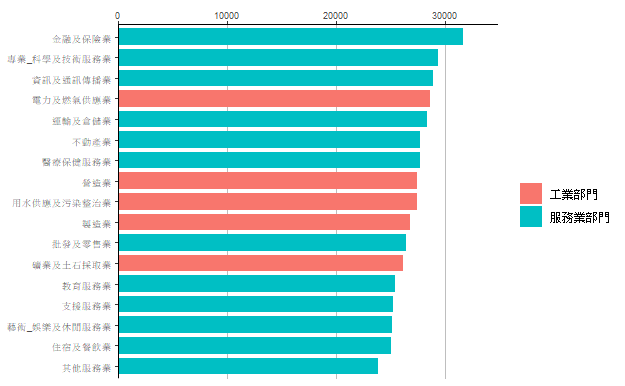 0 10000 20000 30000
金融及保險業
專業_科學及技術服務業
資訊及通訊傳播業
電力及燃氣供應業
運輸及倉儲業
不動產業
醫療保健服務業
營造業
用水供應及污染整治業
製造業
批發及零售業
礦業及土石採取業
教育服務業
支援服務業
藝術_娛樂及休閒服務業
住宿及餐飲業
其他服務業
工業部門
服務業部門